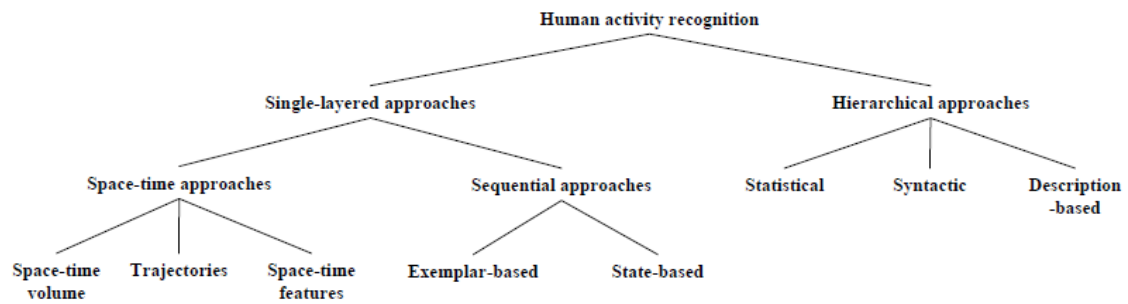 Human activity recognition
Single-layered approaches
Hierarchical approaches
Space-time approaches
Sequential approaches
Statistical
Syntactic
Description
-based
Space-time
volume
Trajectories
Space-time
features
Exemplar-based
State-based